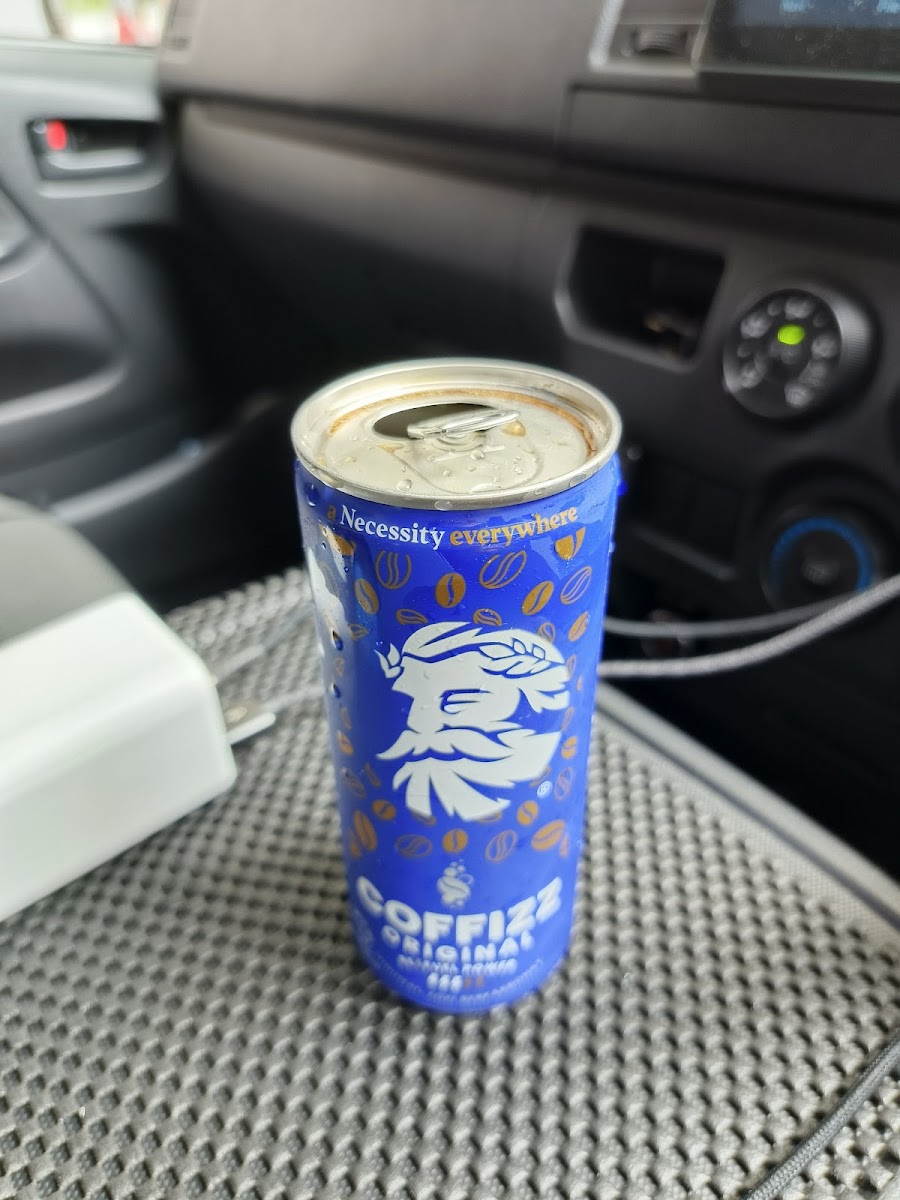 a Necessity everywhere
®
COFFIZZ
ORIGINAL